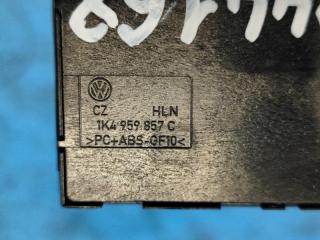 CZ HLN
1K4 959 857 C
>PC+ABS-GF10<